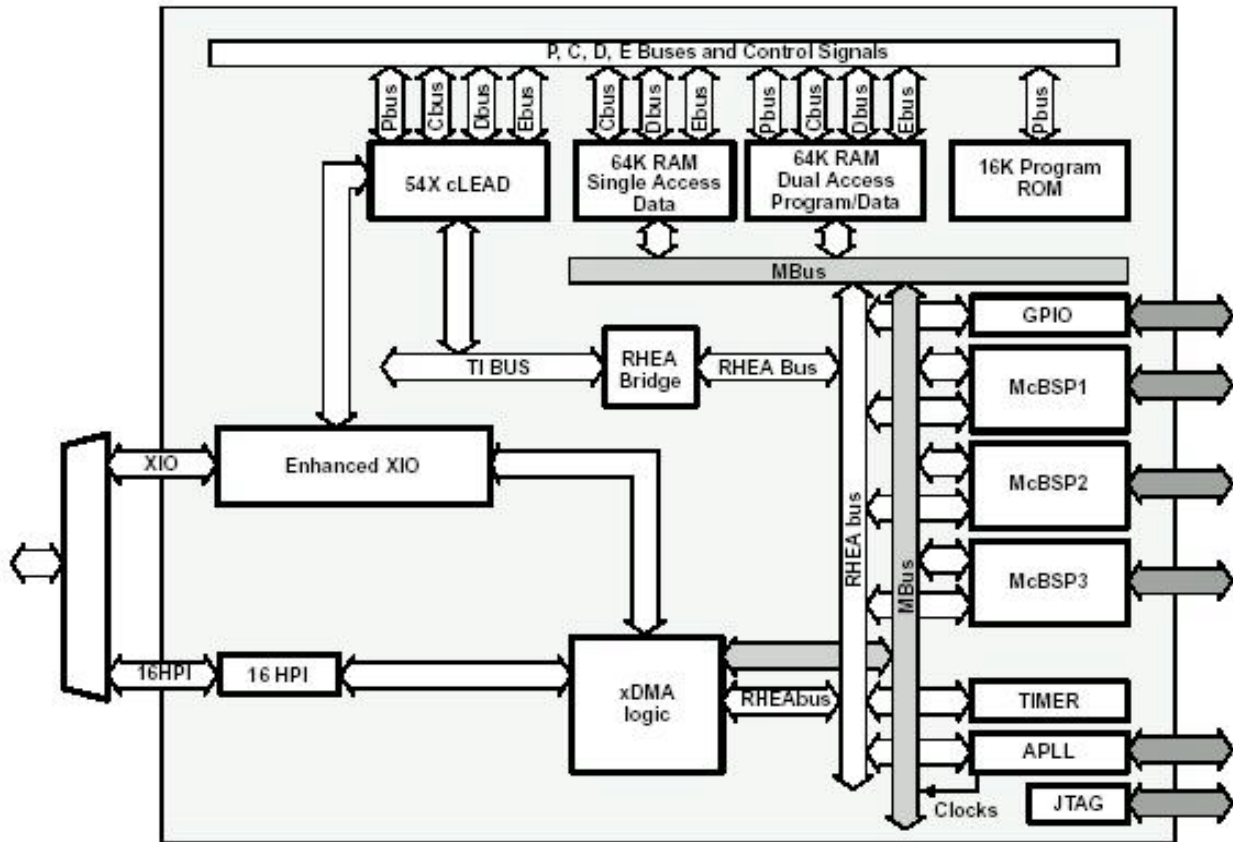 P, C, D, E Buses and Control Signals
Pbus
Cbus
Dbus
Ebus
Cbus
Dbus
Ebus
Pbus
Cbus
Dbus
Ebus
Pbus
54X cLEAD
64K RAM
Single Access
Data
64K RAM
Dual Access
Program/Data
16K Program
ROM
MBus
GPIO
TI BUS
RHEA
Bridge
RHEA Bus
McBSP1
XIO
Enhanced XIO
McBSP2
RHEA bus
MBus
McBSP3
16HPI
16 HPI
xDMA
logic
RHEAbus
TIMER
APLL
Clocks
JTAG